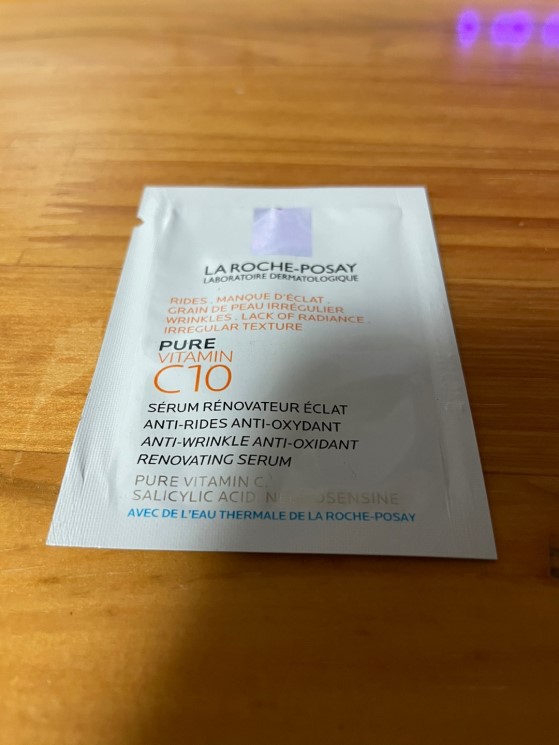 LA ROCHE-POSAY
LABORATOIRE DERMATOLOGIQUE
RIDES . MANQUE D'ECLAT .
GRAIN DE PEAU IRRÉGULIER
WRINKLES . LACK OF RADIANCE .
IRREGULAR TEXTURE
PURE
VITAMIN
C10
SÉRUM RÉNOVATEUR ÉCLAT
ANTI-RIDES ANTI-OXYDANT
ANTI-WRINKLE ANTI-OXIDANT
RENOVATING SERUM
PURE VITAMIN C,
SALICYLIC ACID,
AVEC DE L'EAU THERMALE DE LA ROCHE-POSAY